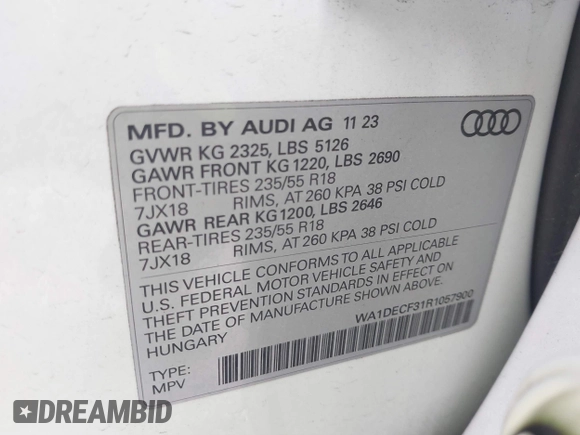 MFD. BY AUDI AG 11 23
GVWR KG 2325, LBS 5126
GAWR FRONT KG 1220, LBS 2690
FRONT-TIRES 235/55 R18
7JX18 RIMS, AT 260 KPA 38 PSI COLD
GAWR REAR KG 1200, LBS 2646
REAR-TIRES 235/55 R18
7JX18 RIMS, AT 260 KPA 38 PSI COLD
THIS VEHICLE CONFORMS TO ALL APPLICABLE
U.S. FEDERAL MOTOR VEHICLE SAFETY AND
THEFT PREVENTION STANDARDS IN EFFECT ON
THE DATE OF MANUFACTURE SHOWN ABOVE.
HUNGARY
WA1DECF31R1057900
TYPE:
MPV
DREAMBID